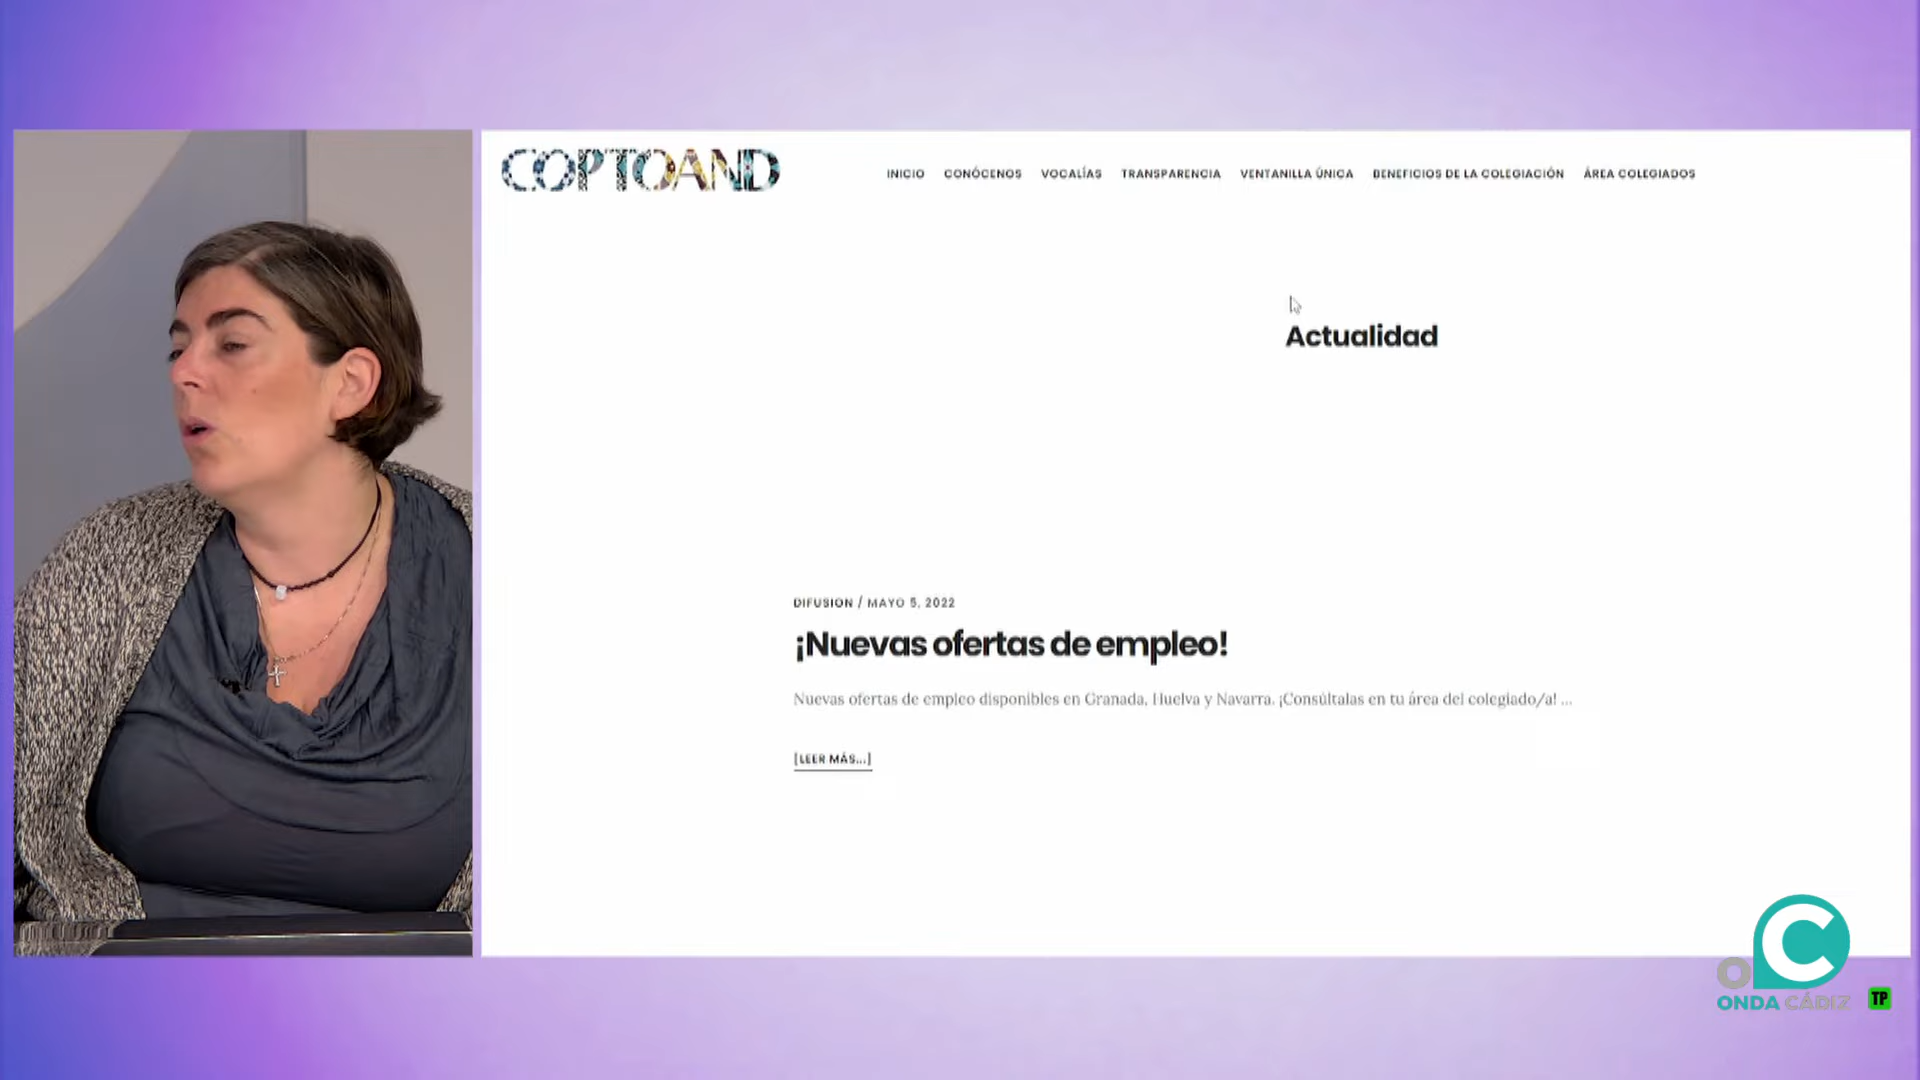 COPTOAND
INICIO CONÓCENOS VOCALÍAS TRANSPARENCIA VENTANILLA ÚNICA BENEFICIOS DE LA COLEGIACIÓN ÁREA COLEGIADOS
Actualidad
DIFUSION / MAYO 5, 2022
¡Nuevas ofertas de empleo!
Nuevas ofertas de empleo disponibles en Granada, Huelva y Navarra. ¡Consúltalas en tu área del colegiado/a! ...
[LEER MÁS...]
OC
ONDA CÁDIZ
TP